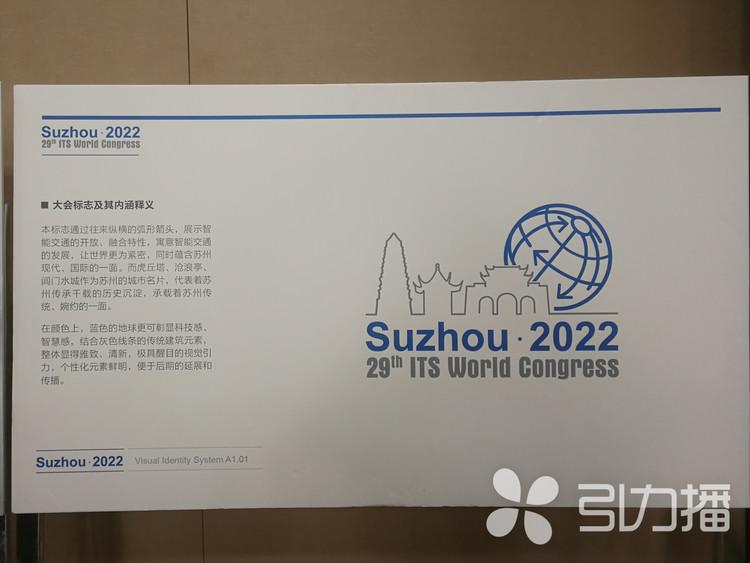 Suzhou · 2022
29th ITS World Congress
■ 大会标志及其内涵释义
本标志通过往来纵横的弧形箭头，展示智
能交通的开放、融合特性，寓意智能交通
的发展，让世界更为紧密，同时蕴含苏州
现代、国际的一面。而虎丘塔、沧浪亭、
阊门水城作为苏州的城市名片，代表着苏
州传承千载的历史沉淀，承载着苏州传
统、婉约的一面。
在颜色上，蓝色的地球更可彰显科技感、
智慧感，结合灰色线条的传统建筑元素，
整体显得雅致、清新，极具醒目的视觉引
力，个性化元素鲜明，便于后期的延展和
传播。
Suzhou · 2022
29th ITS World Congress
Suzhou · 2022 Visual Identity System A1.01
引力播